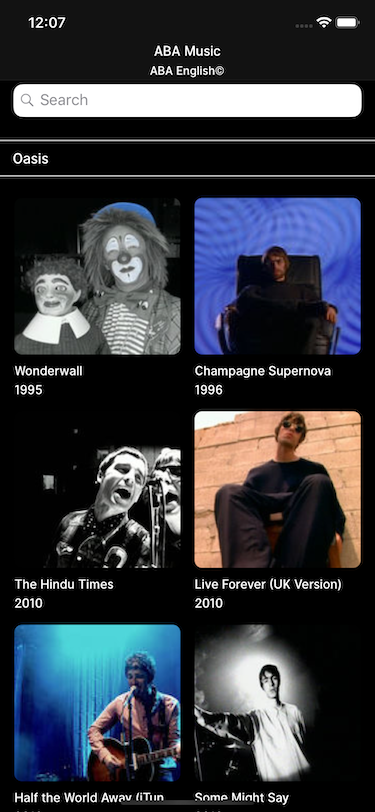 12:07
ABA Music
ABA English©
Search
Oasis
Wonderwall
1995
Champagne Supernova
1996
The Hindu Times
2010
Live Forever (UK Version)
2010
Half the World Away (iTun
Some Might Say